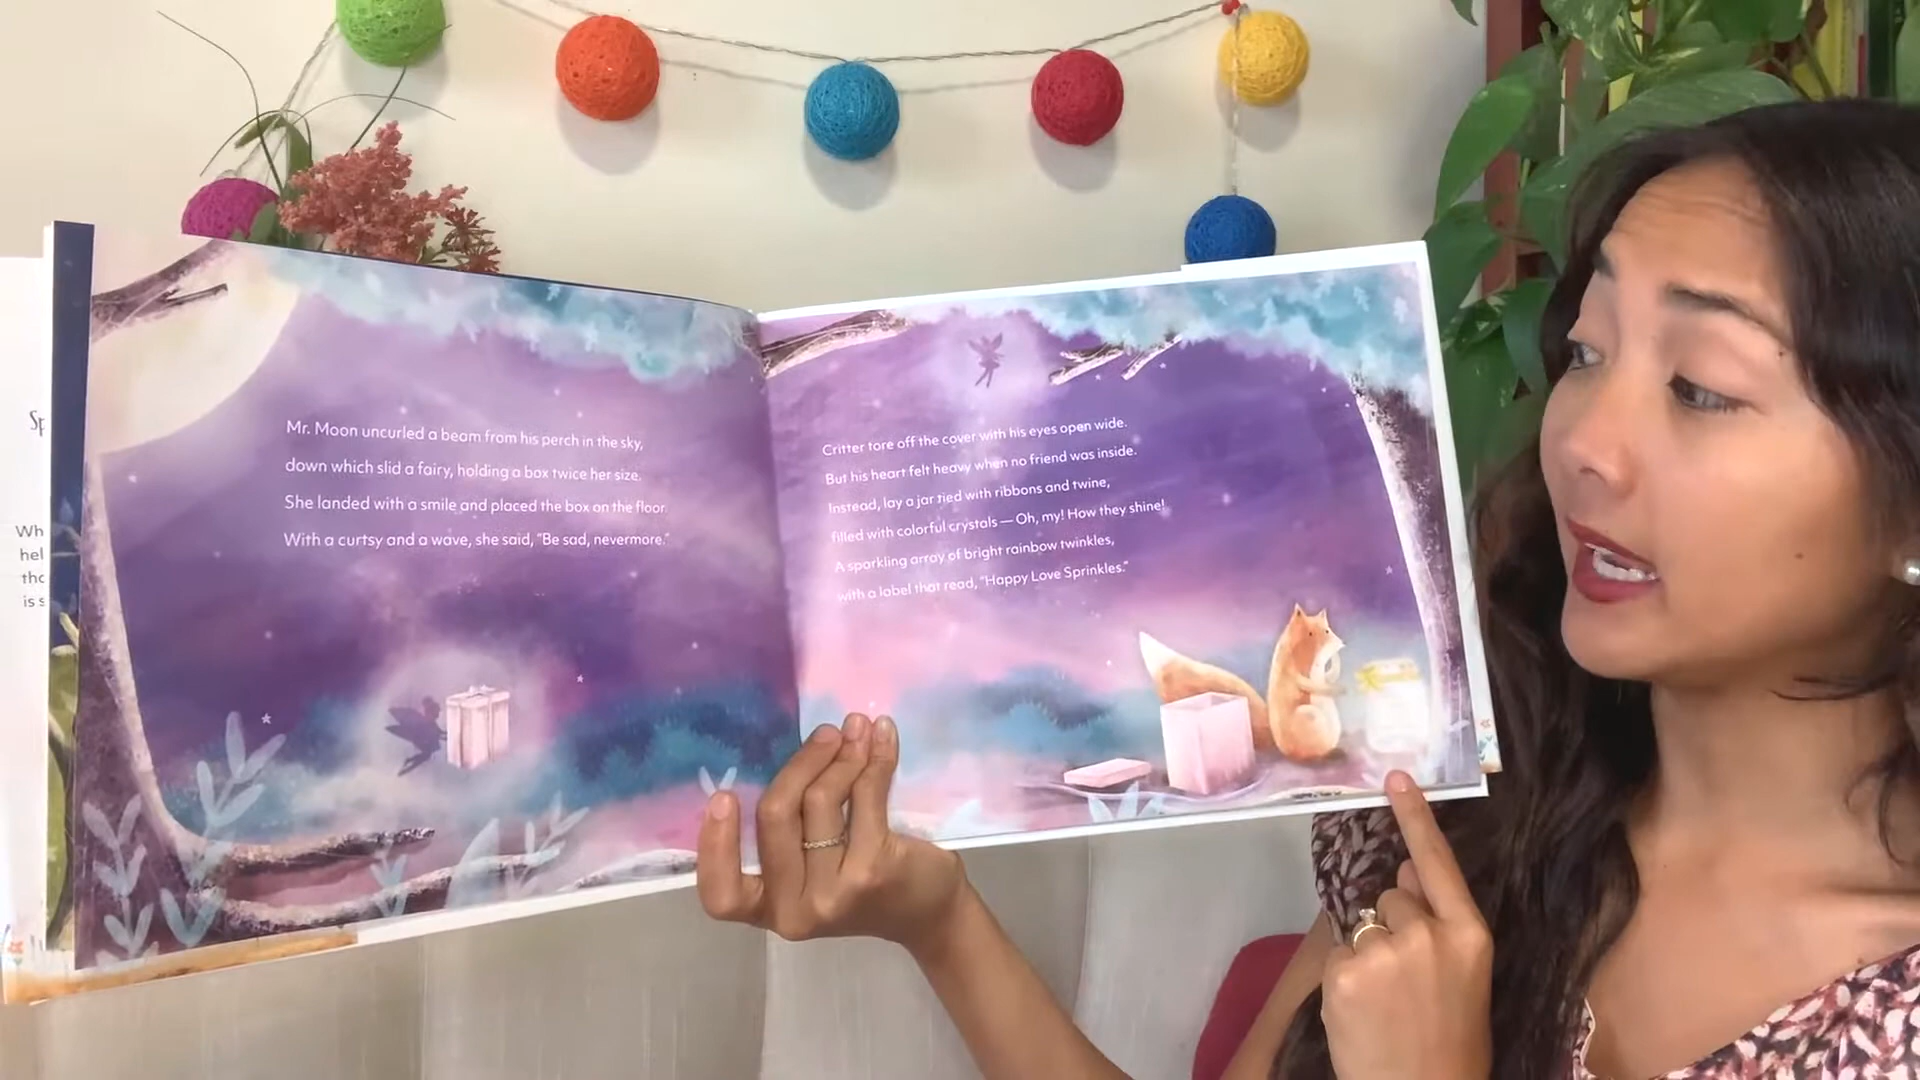 Mr. Moon uncurled a beam from his perch in the sky,
down which slid a fairy, holding a box twice her size.
She landed with a smile and placed the box on the floor.
With a curtsy and a wave, she said, “Be sad, nevermore.”
Critter tore off the cover with his eyes open wide.
But his heart felt heavy when no friend was inside.
Instead, lay a jar tied with ribbons and twine,
filled with colorful crystals — Oh, my! How they shine!
A sparkling array of bright rainbow twinkles,
with a label that read, “Happy Love Sprinkles.”